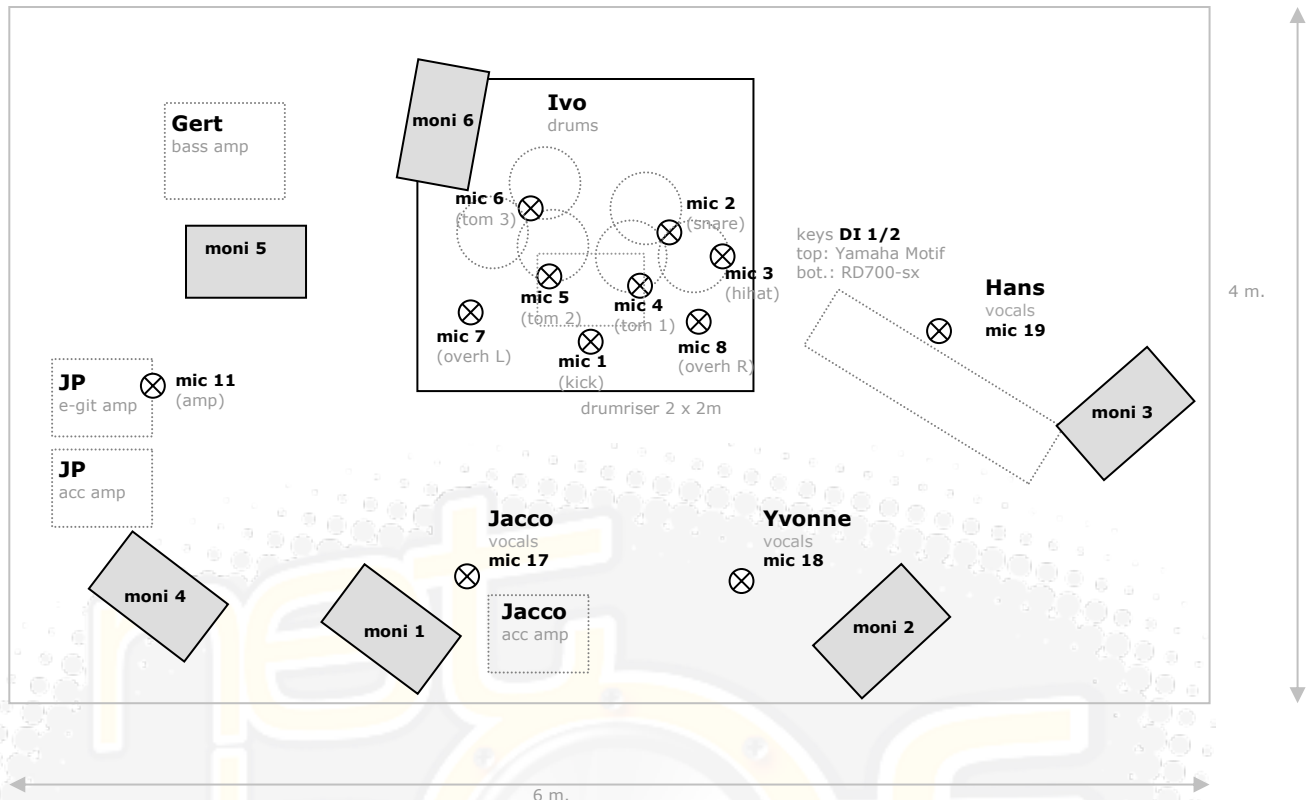 Ivo
drums
moni 6
Gert
bass amp
mic 6
(tom 3)
mic 2
(snare)
moni 5
keys DI 1/2
top: Yamaha Motif
bot.: RD700-sx
mic 3
(hihat)
Hans
vocals
mic 19
4 m.
mic 5
(tom 2)
mic 4
(tom 1)
mic 7
(overh L)
mic 1
(kick)
mic 8
(overh R)
JP
e-git amp
mic 11
(amp)
drumriser 2 x 2m
moni 3
JP
acc amp
Jacco
vocals
mic 17
Yvonne
vocals
mic 18
moni 4
moni 1
Jacco
acc amp
moni 2
net
6 m.